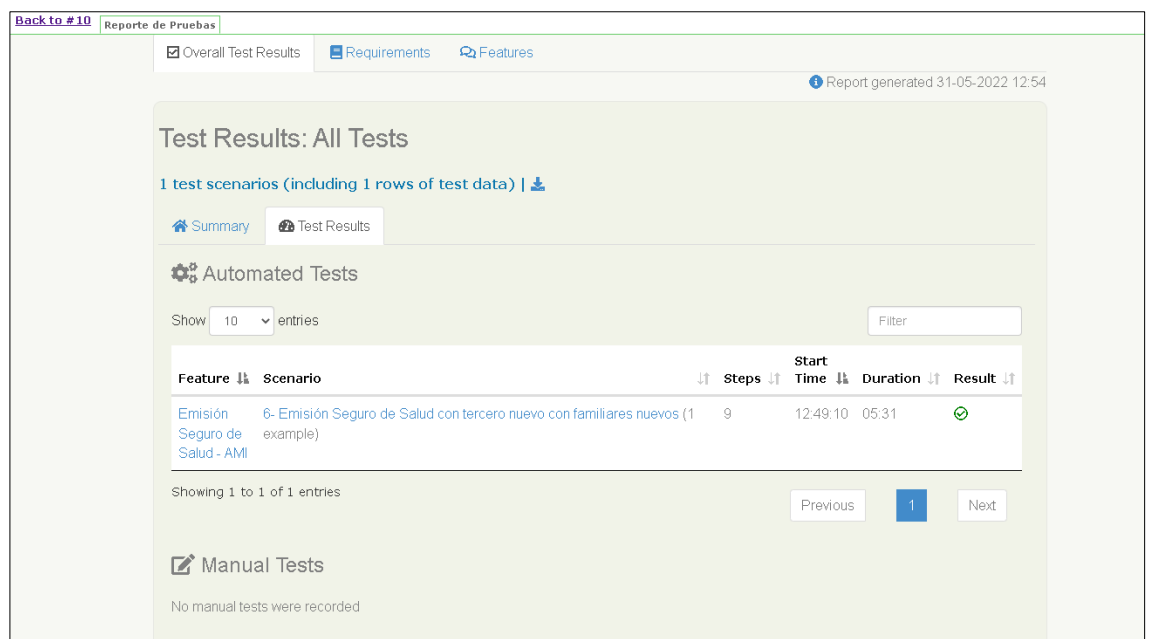 Back to #10 Reporte de Pruebas
Overall Test Results Requirements Features
Report generated 31-05-2022 12:54
Test Results: All Tests
1 test scenarios (including 1 rows of test data) |
Summary Test Results
Automated Tests
Show 10 entries Filter
Start
Feature Scenario Steps Time Duration Result
Emisión 6- Emisión Seguro de Salud con tercero nuevo con familiares nuevos (1 9 12:49:10 05:31
Seguro de example)
Salud - AMI
Showing 1 to 1 of 1 entries
Previous 1 Next
Manual Tests
No manual tests were recorded